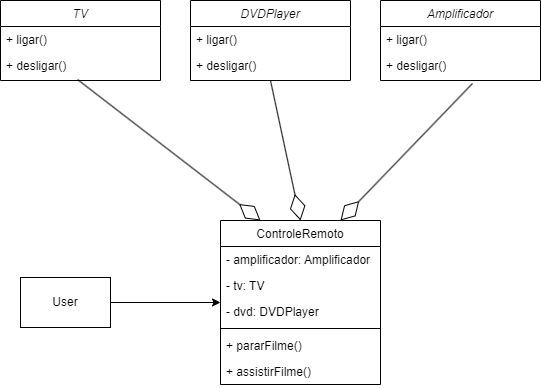 TV
+ ligar()
+ desligar()
DVDPlayer
+ ligar()
+ desligar()
Amplificador
+ ligar()
+ desligar()
ControleRemoto
- amplificador: Amplificador
- tv: TV
- dvd: DVDPlayer
+ pararFilme()
+ assistirFilme()
User